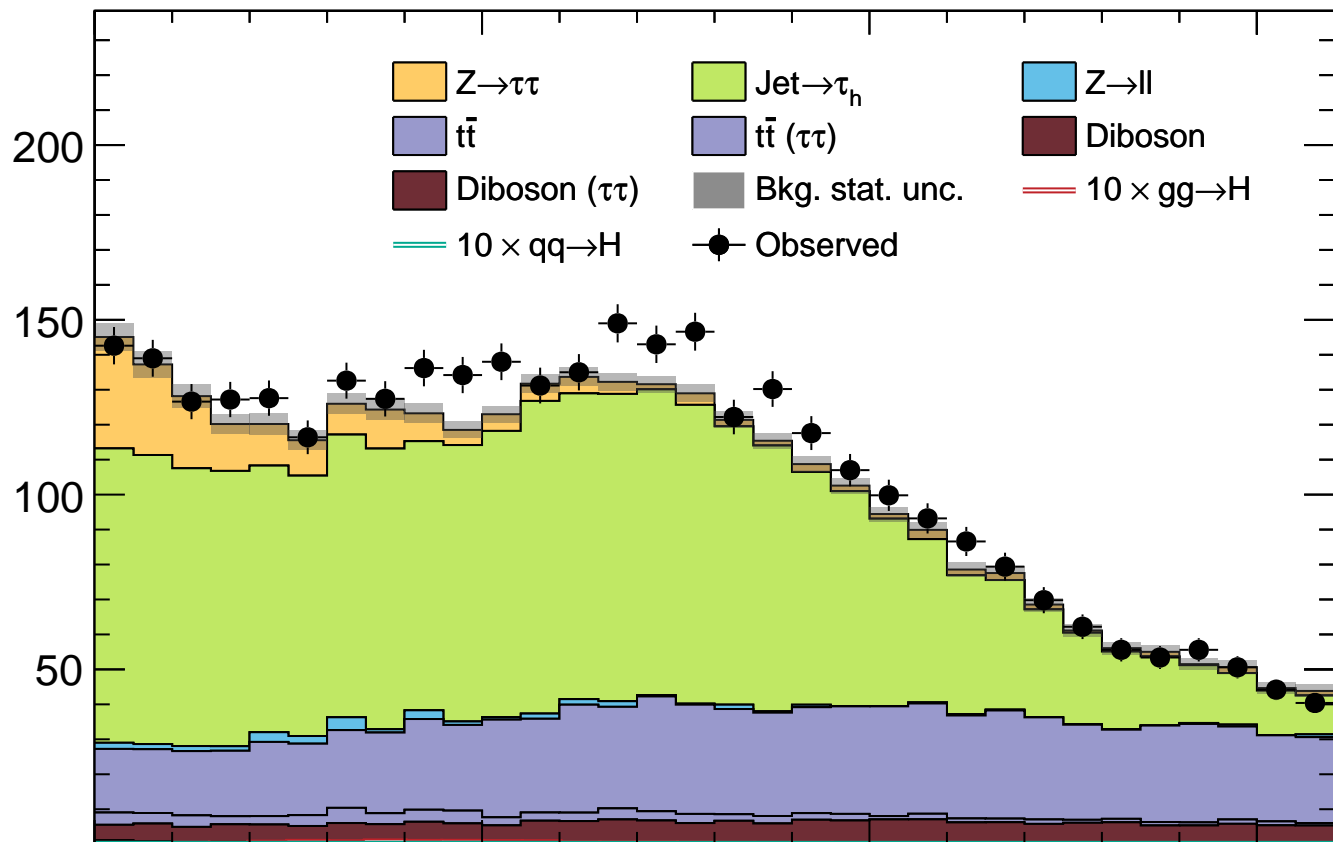 Z→ττ Jet→τ_h Z→ll
tt̄ tt̄ (ττ) Diboson
Diboson (ττ) Bkg. stat. unc. 10 × gg→H
10 × qq→H Observed
200
150
100
50